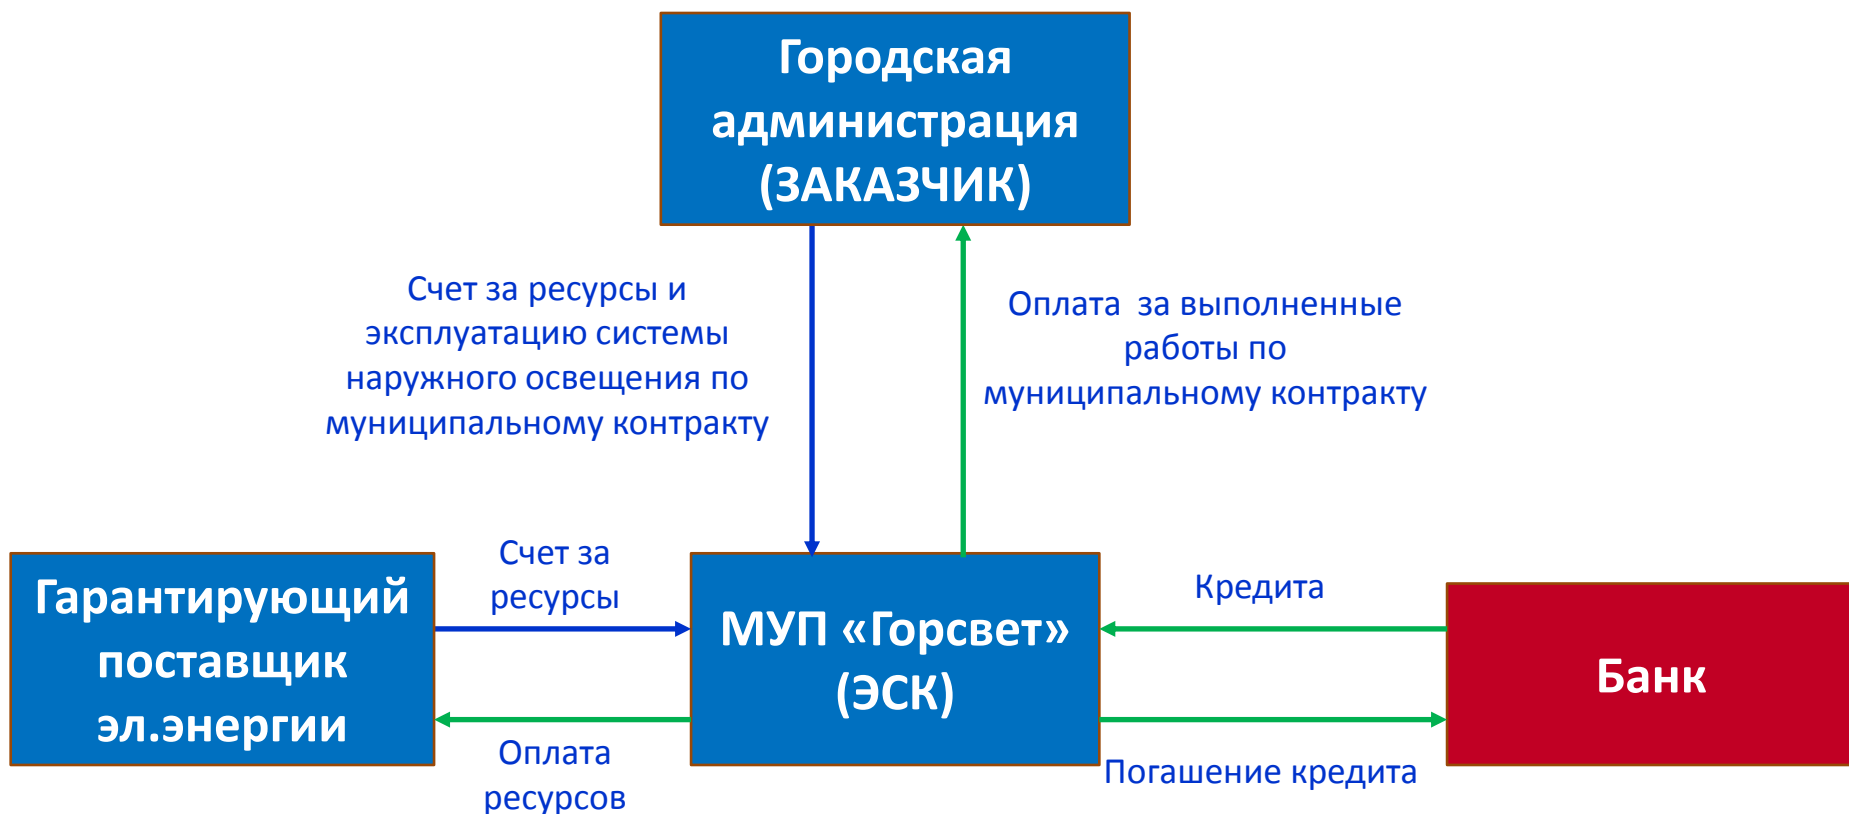 Городская
администрация
(ЗАКАЗЧИК)
Счет за ресурсы и
эксплуатацию системы
наружного освещения по
муниципальному контракту
Оплата за выполненные
работы по
муниципальному контракту
Гарантирующий
поставщик
эл.энергии
Счет за
ресурсы
Оплата
ресурсов
МУП «Горсвет»
(ЭСК)
Кредита
Погашение кредита
Банк